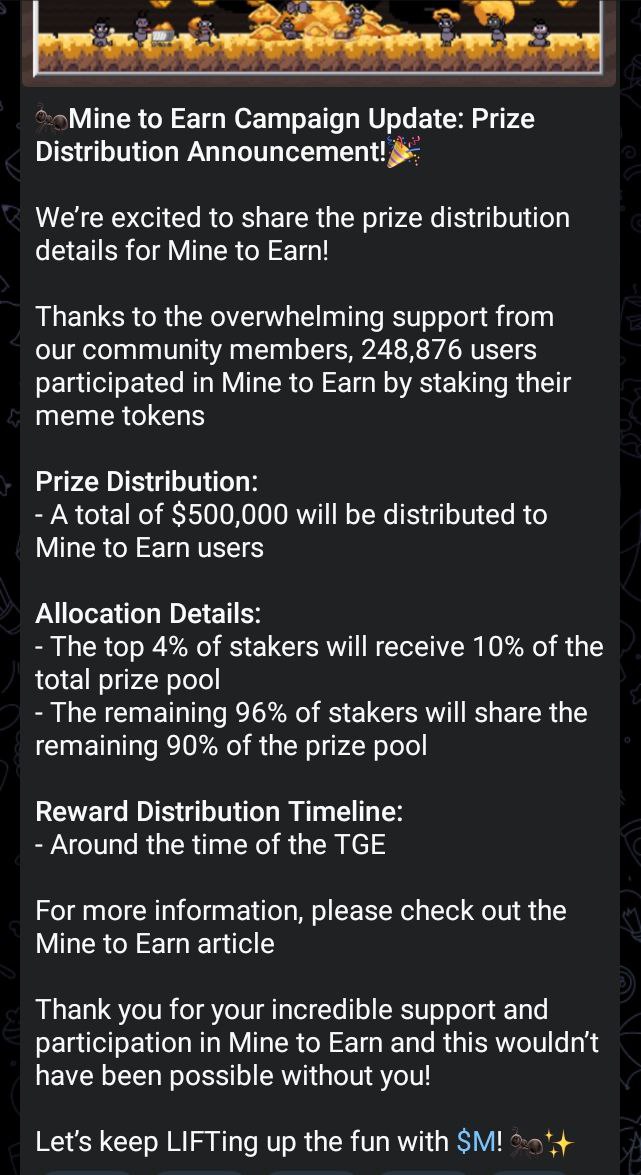 🐜Mine to Earn Campaign Update: Prize
Distribution Announcement!🎉
We’re excited to share the prize distribution
details for Mine to Earn!
Thanks to the overwhelming support from
our community members, 248,876 users
participated in Mine to Earn by staking their
meme tokens
Prize Distribution:
- A total of $500,000 will be distributed to
Mine to Earn users
Allocation Details:
- The top 4% of stakers will receive 10% of the
total prize pool
- The remaining 96% of stakers will share the
remaining 90% of the prize pool
Reward Distribution Timeline:
- Around the time of the TGE
For more information, please check out the
Mine to Earn article
Thank you for your incredible support and
participation in Mine to Earn and this wouldn’t
have been possible without you!
Let’s keep LIFTing up the fun with $M! 🐜✨